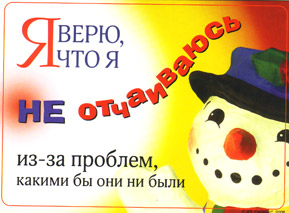 Я ВЕРЮ,
ЧТО Я
НЕ ОТЧАИВАЮСЬ
из-за проблем,
какими бы они ни были